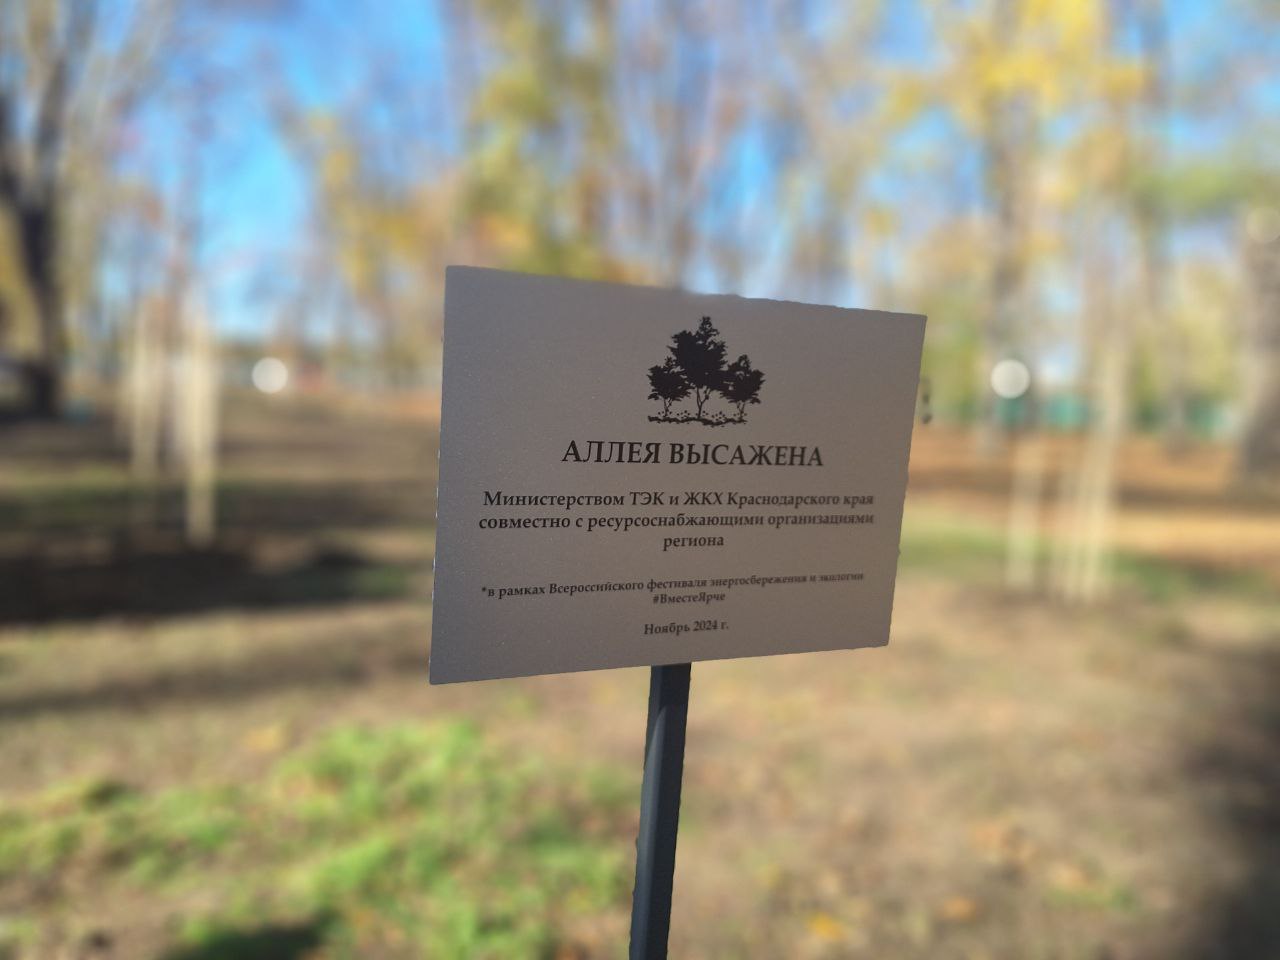 АЛЛЕЯ ВЫСАЖЕНА
Министерством ТЭК и ЖКХ Краснодарского края
совместно с ресурсоснабжающими организациями
региона
*в рамках Всероссийского фестиваля энергосбережения и экологии
#ВместеЯрче
Ноябрь 2024 г.